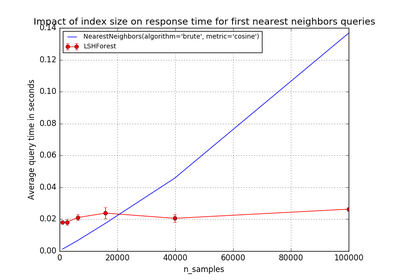 Impact of index size on response time for first nearest neighbors queries
NearestNeighbors(algorithm='brute', metric='cosine')
LSHForest
Average query time in seconds
0.14
0.12
0.10
0.08
0.06
0.04
0.02
0.00
0
20000
40000
60000
80000
100000
n_samples